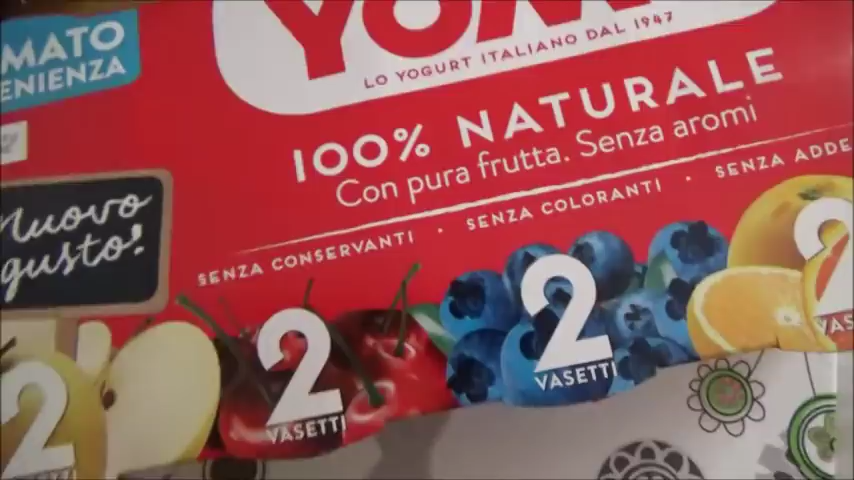 YOM
LO YOGURT ITALIANO DAL 1947
MATO
ENIENZA
100% NATURALE
Con pura frutta. Senza aromi
SENZA CONSERVANTI · SENZA COLORANTI · SENZA ADDE
Nuovo
gusto!
2
2
VASETTI
2
VASETTI
2
VAS